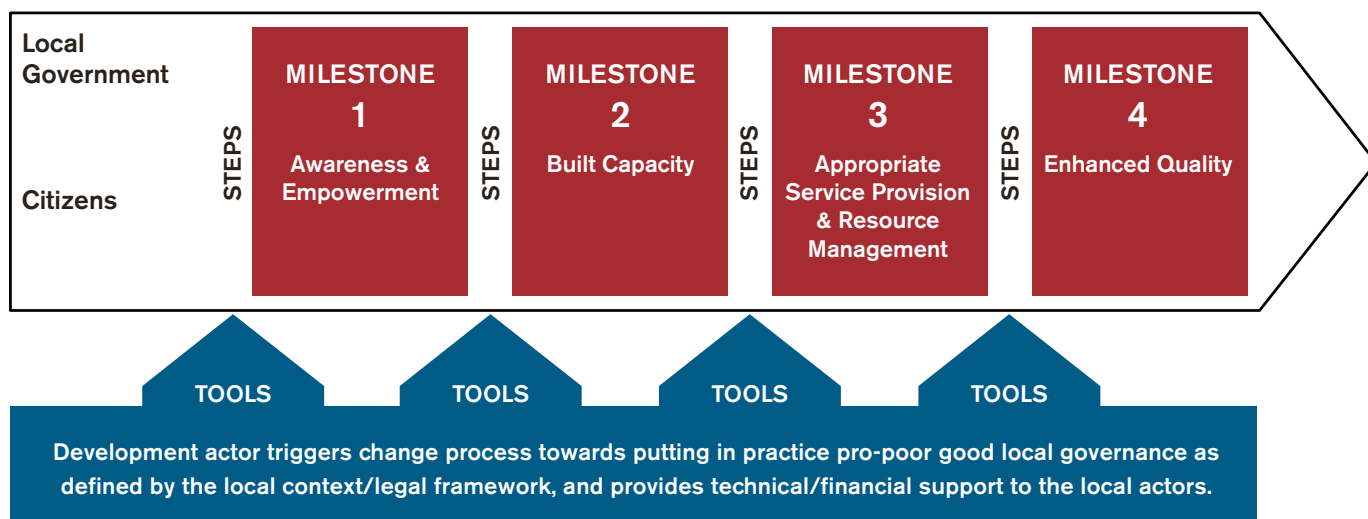 Local
Government
Citizens
STEPS
MILESTONE
1
Awareness &
Empowerment
STEPS
MILESTONE
2
Built Capacity
STEPS
MILESTONE
3
Appropriate
Service Provision
& Resource
Management
STEPS
MILESTONE
4
Enhanced Quality
TOOLS
TOOLS
TOOLS
TOOLS
Development actor triggers change process towards putting in practice pro-poor good local governance as
defined by the local context/legal framework, and provides technical/financial support to the local actors.